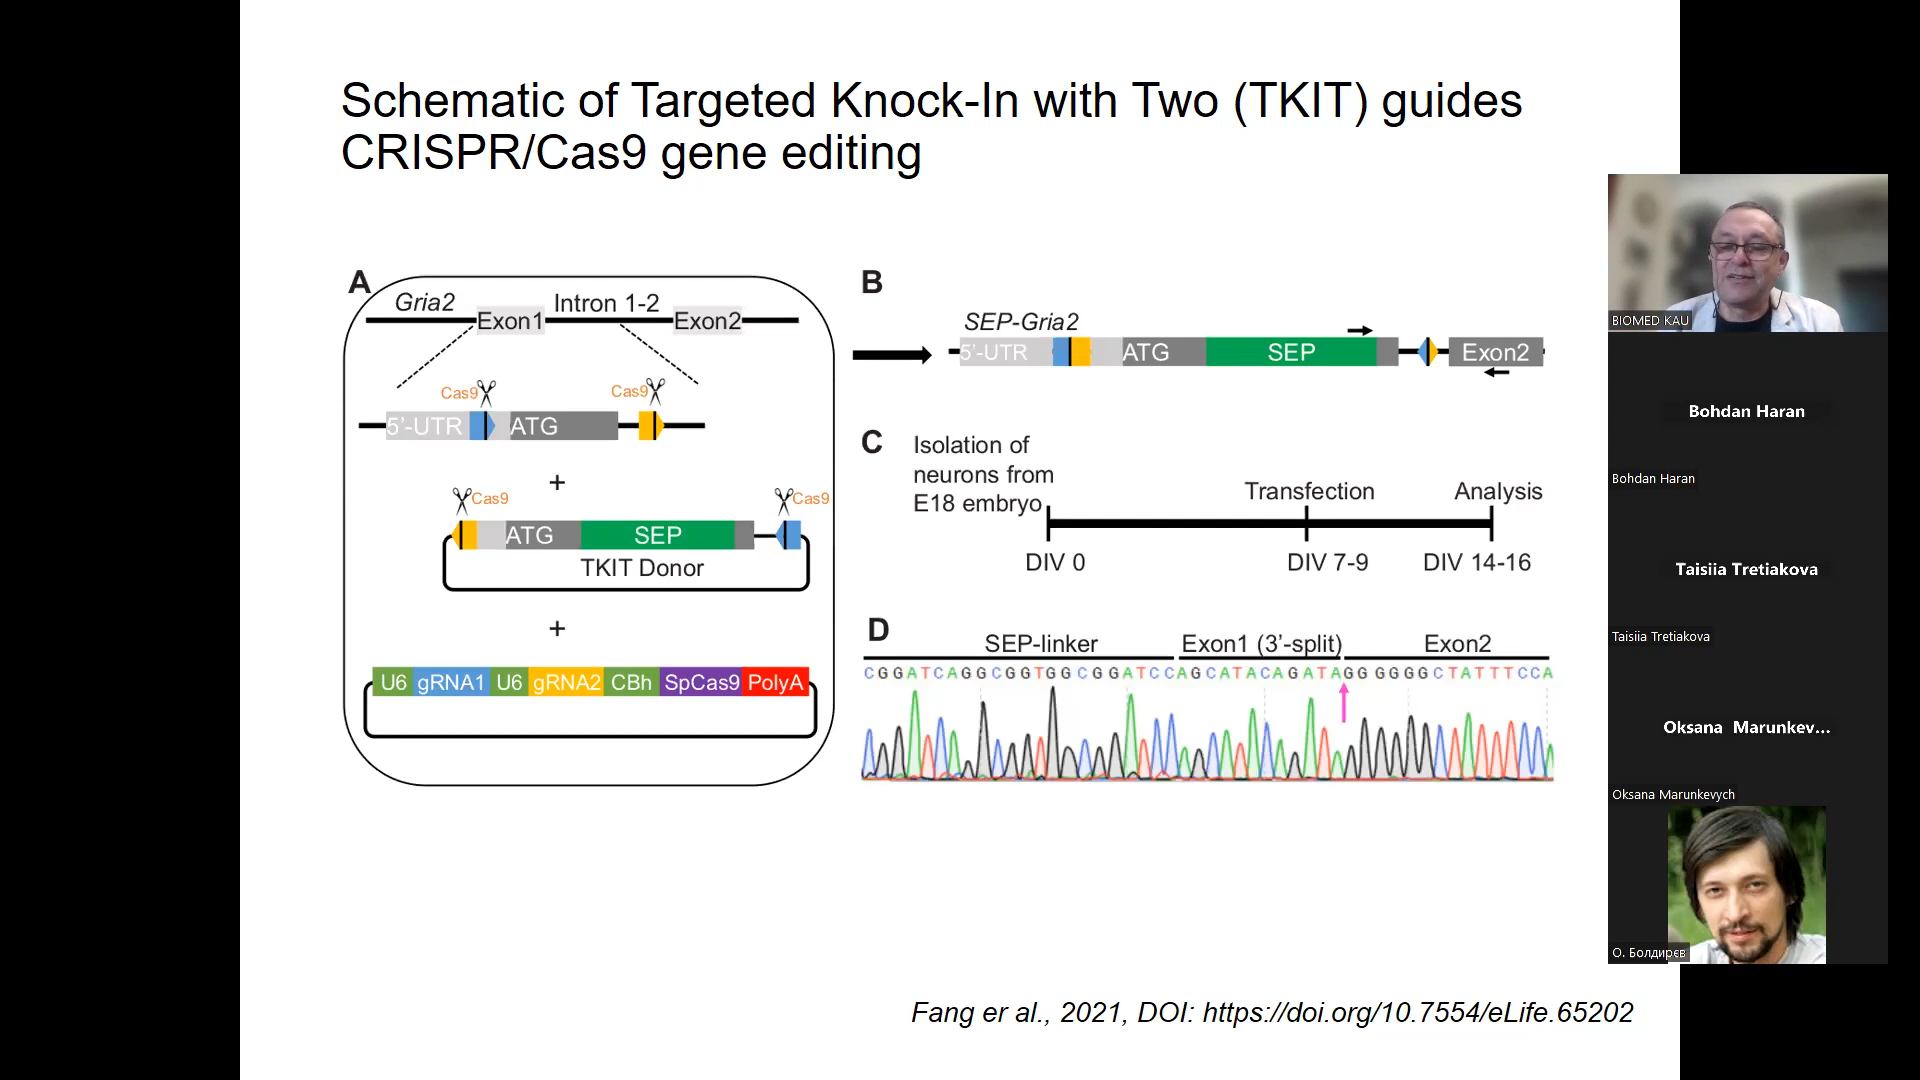 Schematic of Targeted Knock-In with Two (TKIT) guides
CRISPR/Cas9 gene editing
A
Gria2
Intron 1-2
Exon1
Exon2
Cas9
Cas9
5'-UTR
ATG
+
Cas9
Cas9
ATG
SEP
TKIT Donor
+
U6 gRNA1 U6 gRNA2 CBh SpCas9 PolyA
B
SEP-Gria2
5'-UTR
ATG
SEP
Exon2
C
Isolation of
neurons from
E18 embryo
Transfection
Analysis
DIV 0
DIV 7-9
DIV 14-16
D
SEP-linker
Exon1 (3'-split)
Exon2
CGGATCAGGCGGTGGCGGATCCAGCATACAGATAGGGGGGCTATTTCCA
Fang er al., 2021, DOI: https://doi.org/10.7554/eLife.65202
BIOMED KAU
Bohdan Haran
Bohdan Haran
Taisiia Tretiakova
Taisiia Tretiakova
Oksana Marunkev...
Oksana Marunkevych
О. Болдирєв